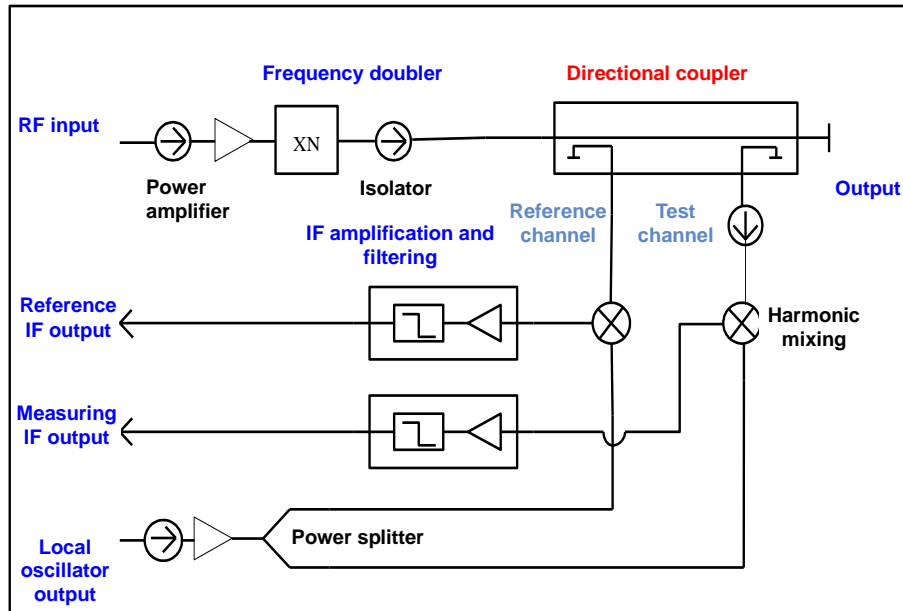 Frequency doubler
Directional coupler
RF input
XN
Power
amplifier
Isolator
Output
Reference
channel
Test
channel
IF amplification and
filtering
Reference
IF output
Harmonic
mixing
Measuring
IF output
Power splitter
Local
oscillator
output